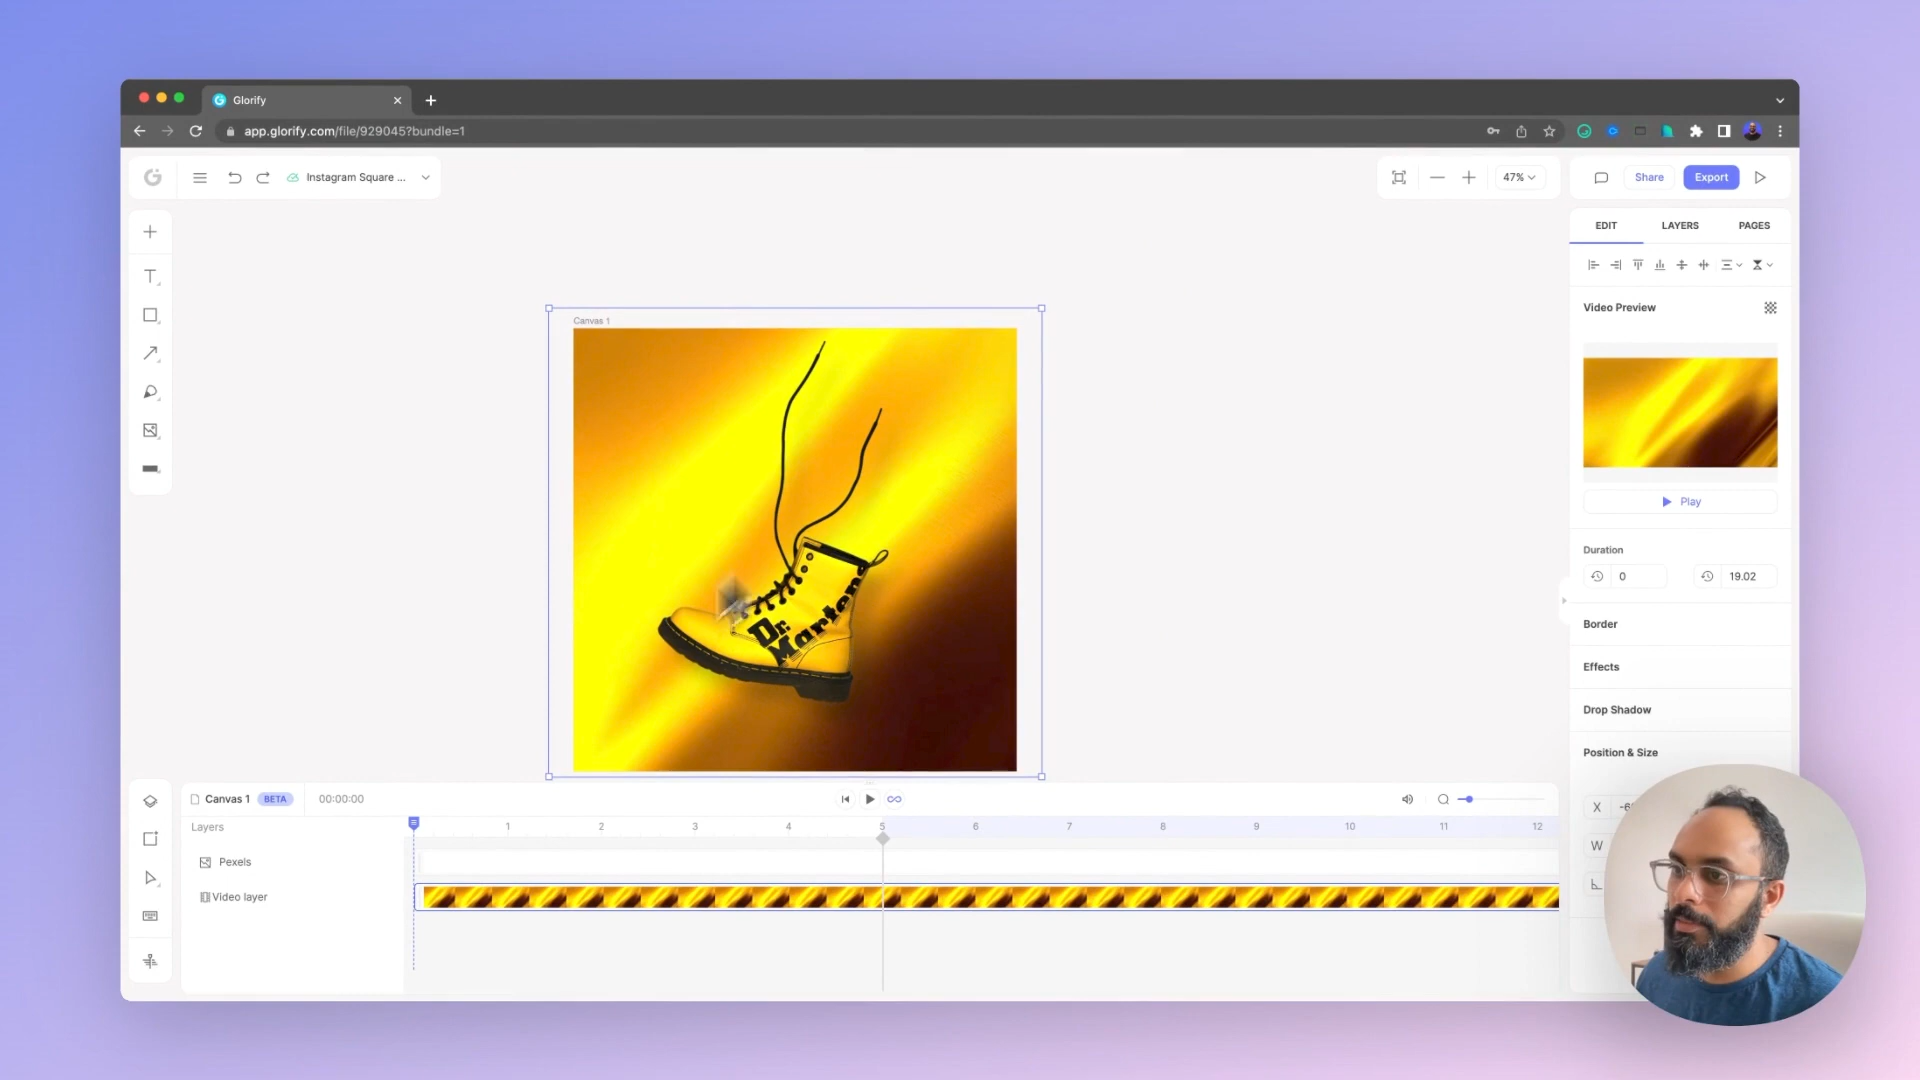 Glorify
app.glorify.com/file/929045?bundle=1
Instagram Square ...
47%
Share
Export
EDIT
LAYERS
PAGES
Video Preview
Play
Duration
0
19.02
Border
Effects
Drop Shadow
Position & Size
X
W
Canvas 1
Dr.
Martens
Canvas 1
BETA
00:00:00
Layers
1 2 3 4 5 6 7 8 9 10 11 12
Pexels
Video layer